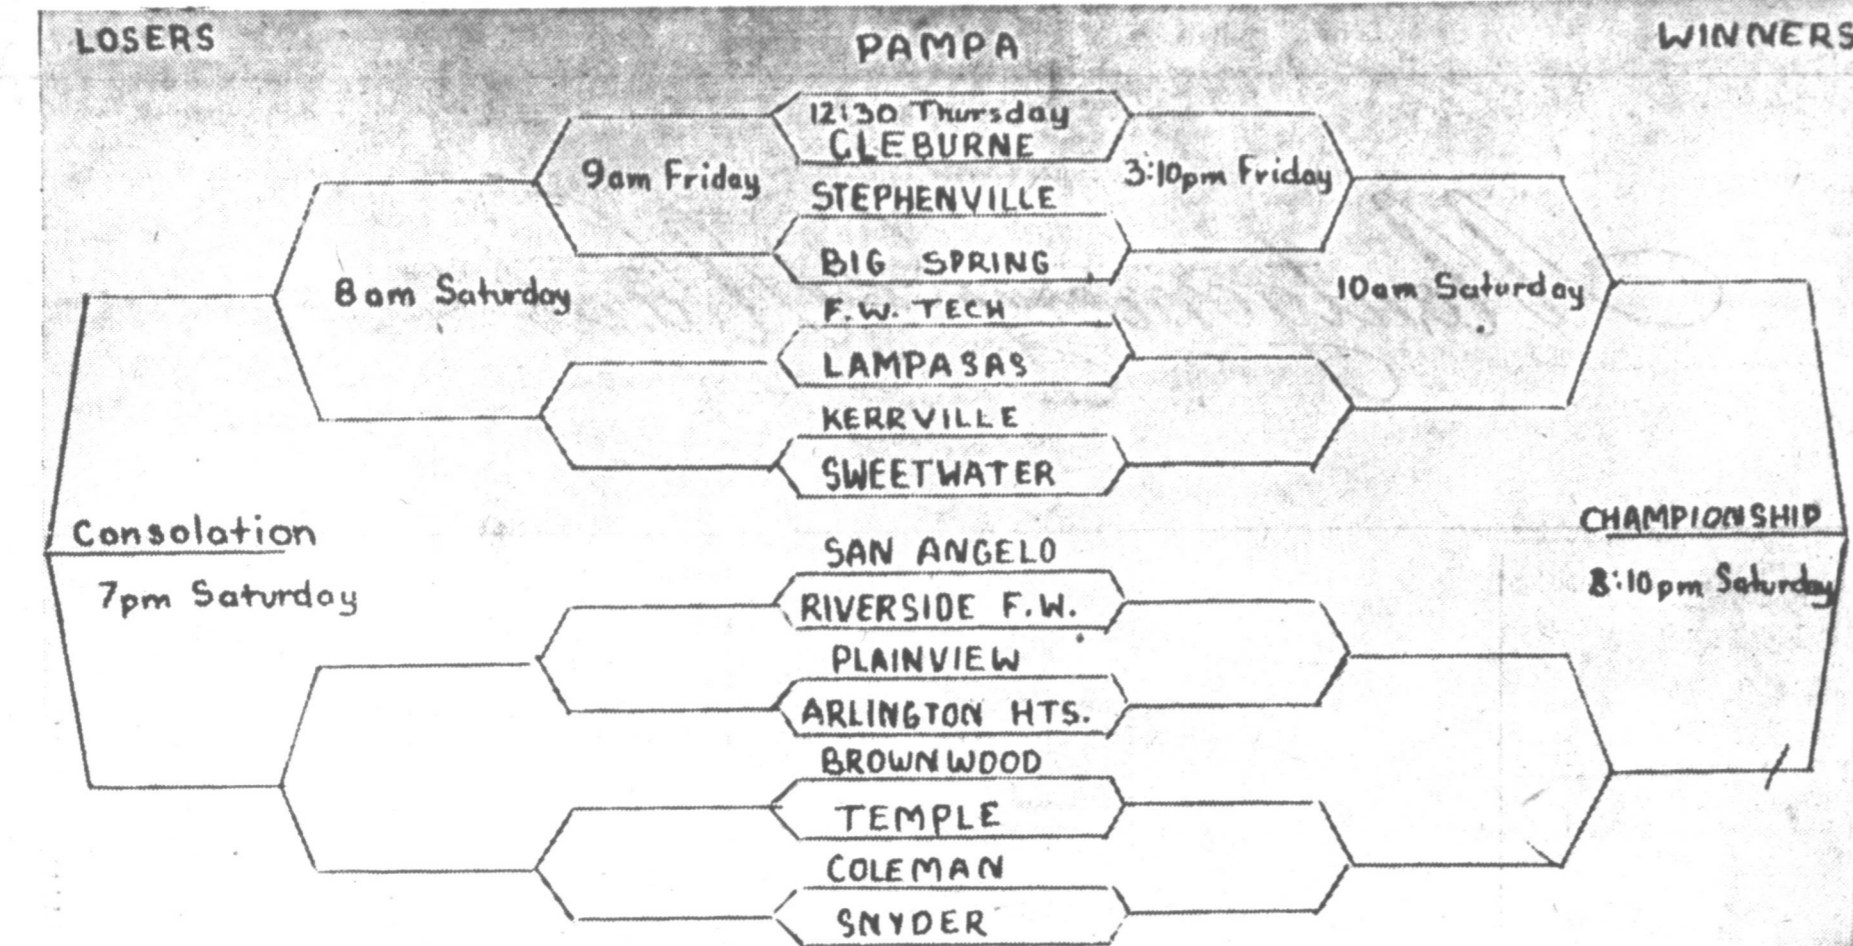 LOSERS PAMPA WINNERS
12:30 Thursday
CLEBURNE
9am Friday
3:10pm Friday
STEPHENVILLE
BIG SPRING
8am Saturday
10am Saturday
F.W. TECH
LAMPASAS
KERRVILLE
SWEETWATER
Consolation
CHAMPIONSHIP
SAN ANGELO
7pm Saturday
8:10pm Saturday
RIVERSIDE F.W.
PLAINVIEW
ARLINGTON HTS.
BROWNWOOD
TEMPLE
COLEMAN
SNYDER